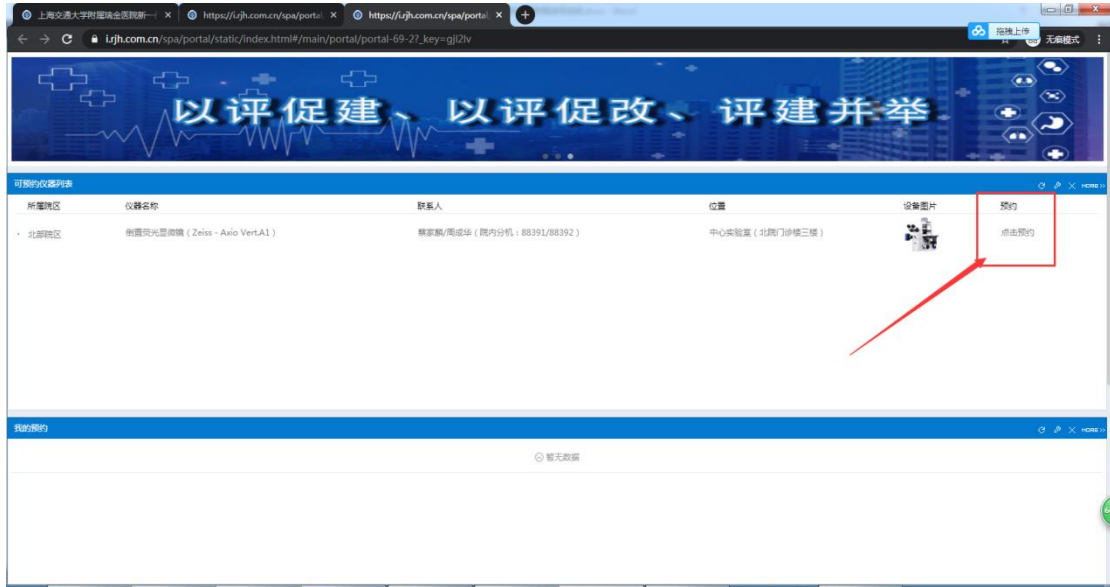 上海交通大学附属瑞金医院新一
https://i.rjh.com.cn/spa/portal
https://i.rjh.com.cn/spa/portal
i.rjh.com.cn/spa/portal/static/index.html#/main/portal/portal-69-2?_key=gjl2lv
拖拽上传
无痕模式
以评促建、以评促改、评建并举
可预约仪器列表
MORE>>
所属院区 仪器名称 联系人 位置 设备图片 预约
北部院区 倒置荧光显微镜(Zeiss - Axio Vert.A1) 蔡家麟/周成华(院内分机:88391/88392) 中心实验室(北院门诊楼三楼) 点击预约
我的预约
MORE>>
暂无数据